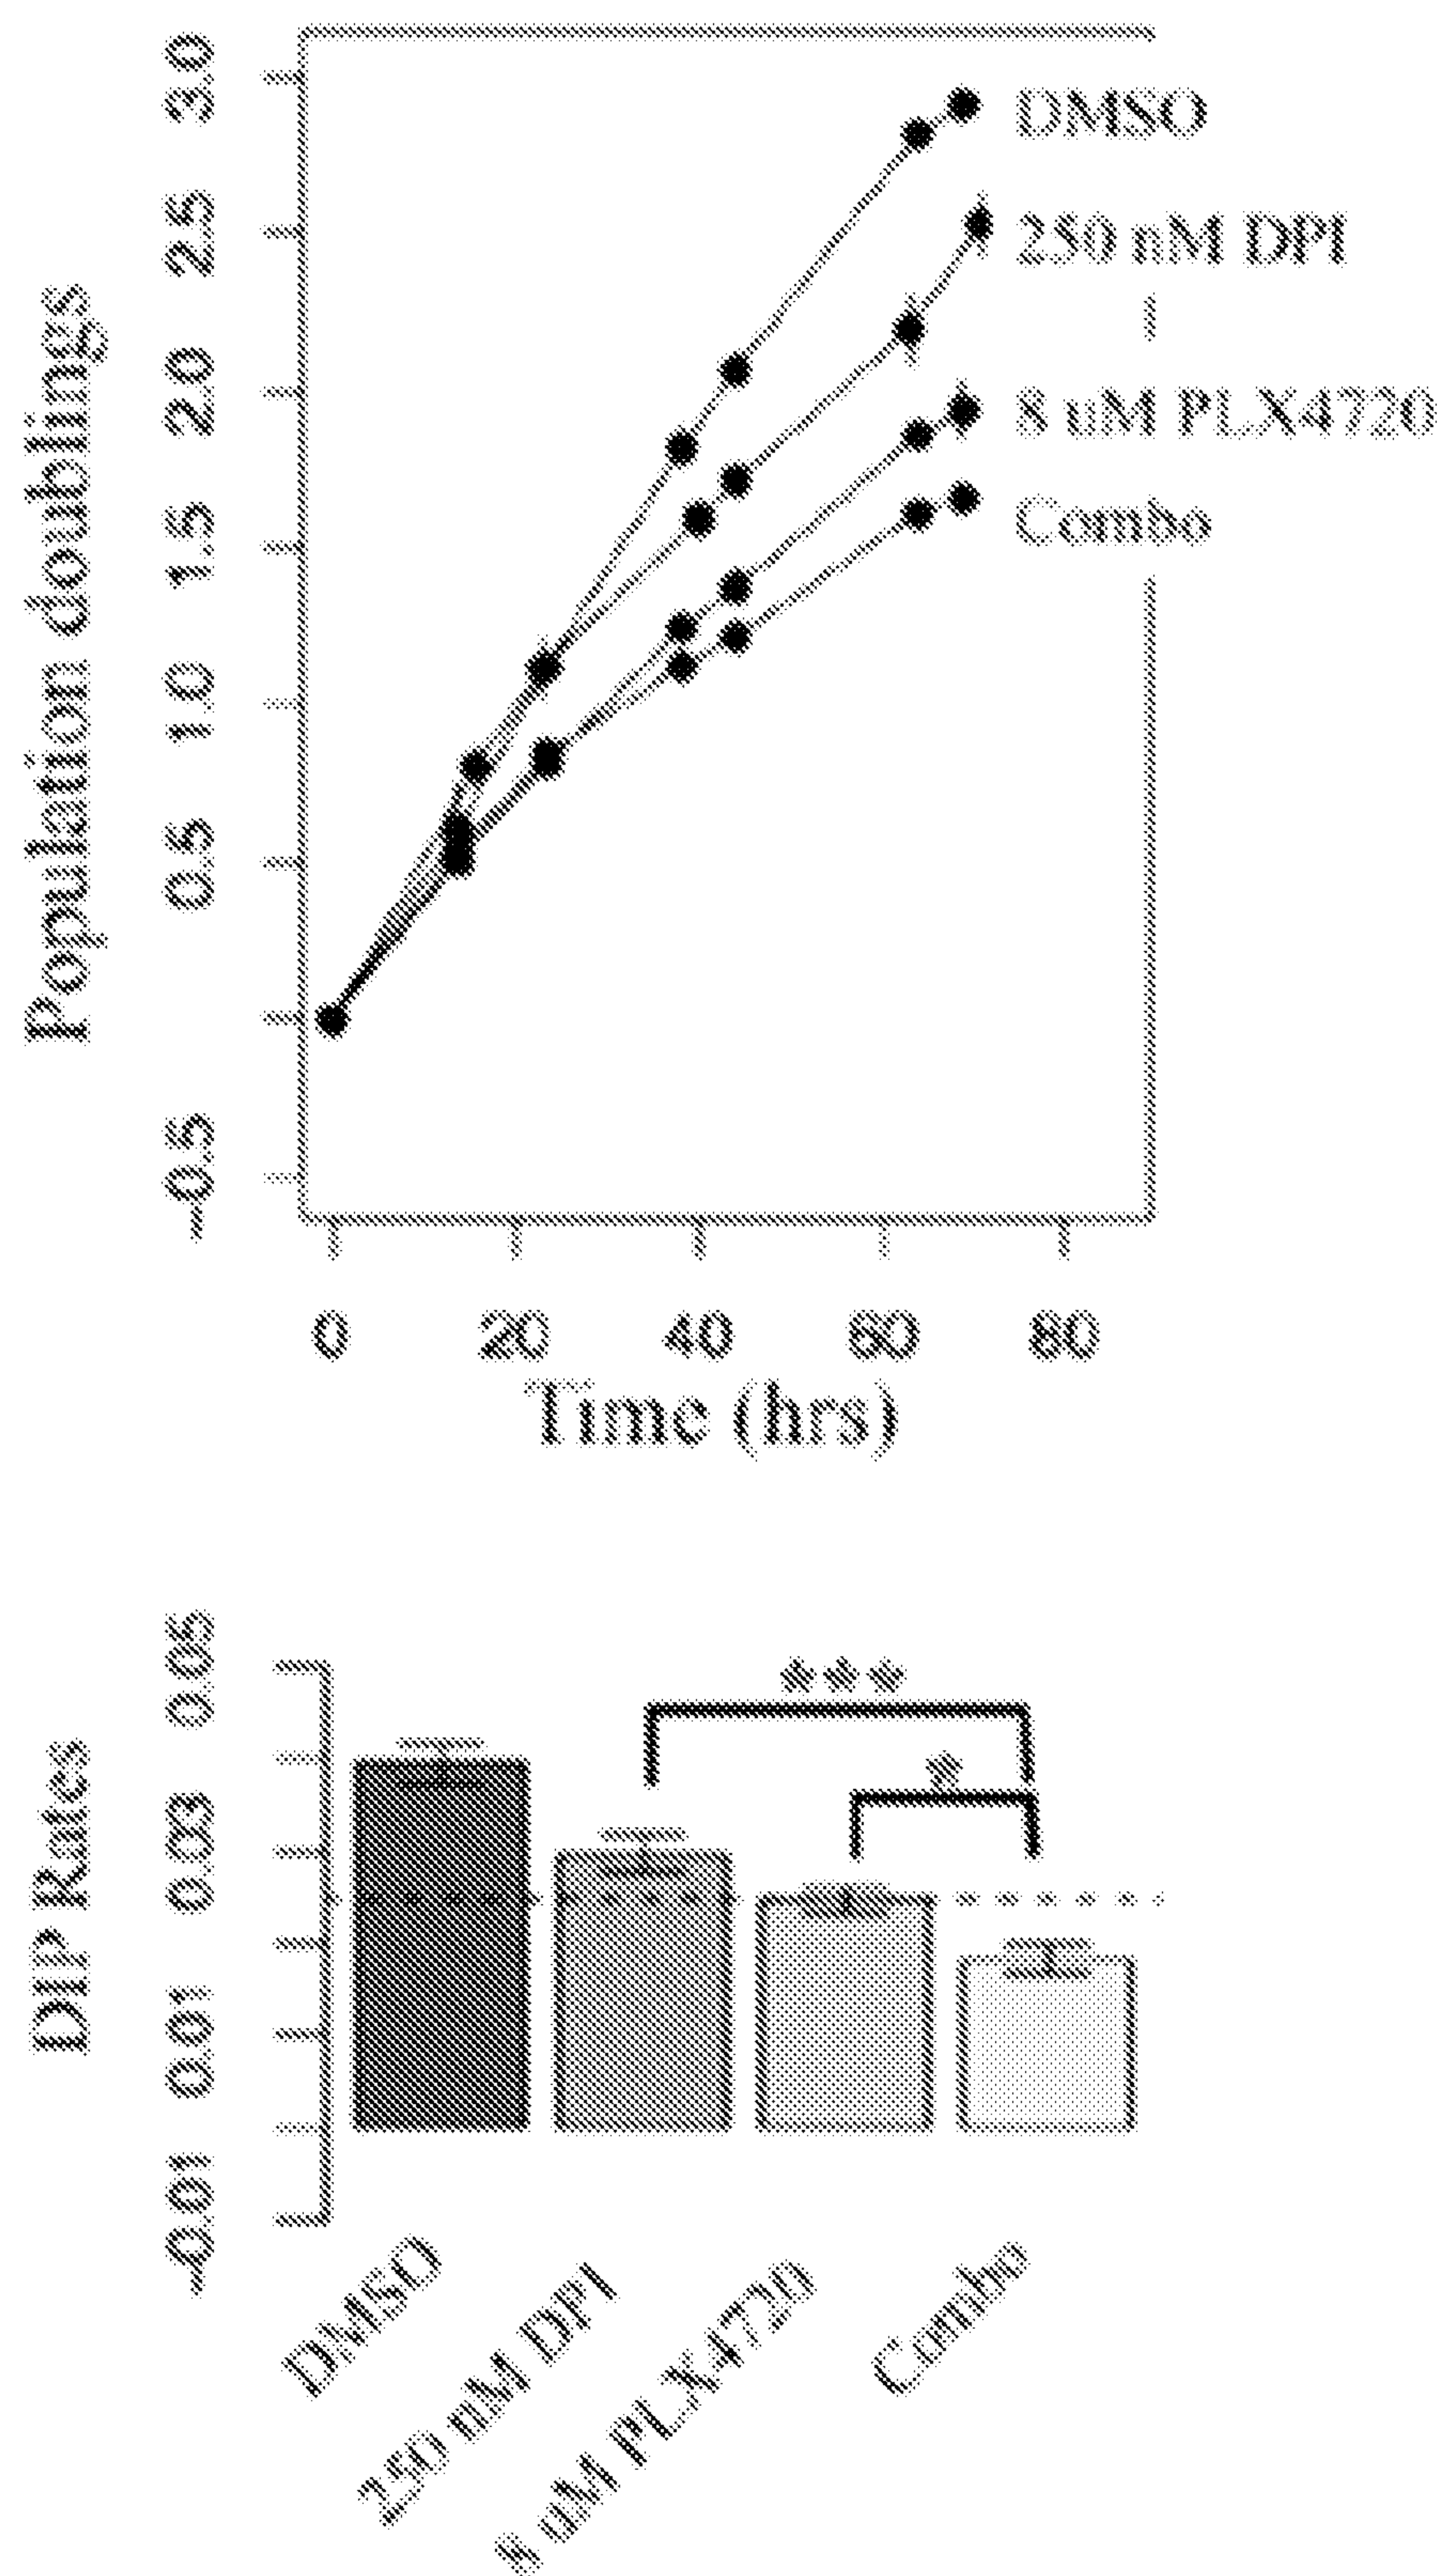 Population doublings
3.0
2.5
2.0
1.5
1.0
0.5
-0.5
DMSO
250 nM DPI
8 uM PLX4720
Combo
0 20 40 60 80
Time (hrs)
DIP Rates
0.05
0.03
0.01
-0.01
***
*
DMSO
250 nM DPI
8 uM PLX4720
Combo